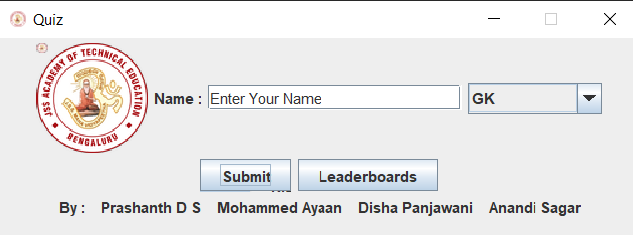 Quiz
JSS ACADEMY OF TECHNICAL EDUCATION
BENGALURU
Name : Enter Your Name GK
Submit Leaderboards
By : Prashanth D S Mohammed Ayaan Disha Panjawani Anandi Sagar